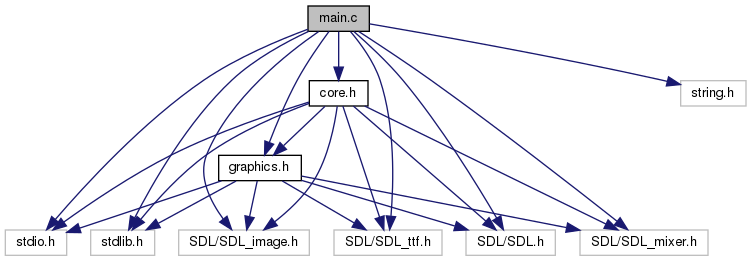 main.c
core.h
string.h
graphics.h
stdio.h
stdlib.h
SDL/SDL_image.h
SDL/SDL_ttf.h
SDL/SDL.h
SDL/SDL_mixer.h